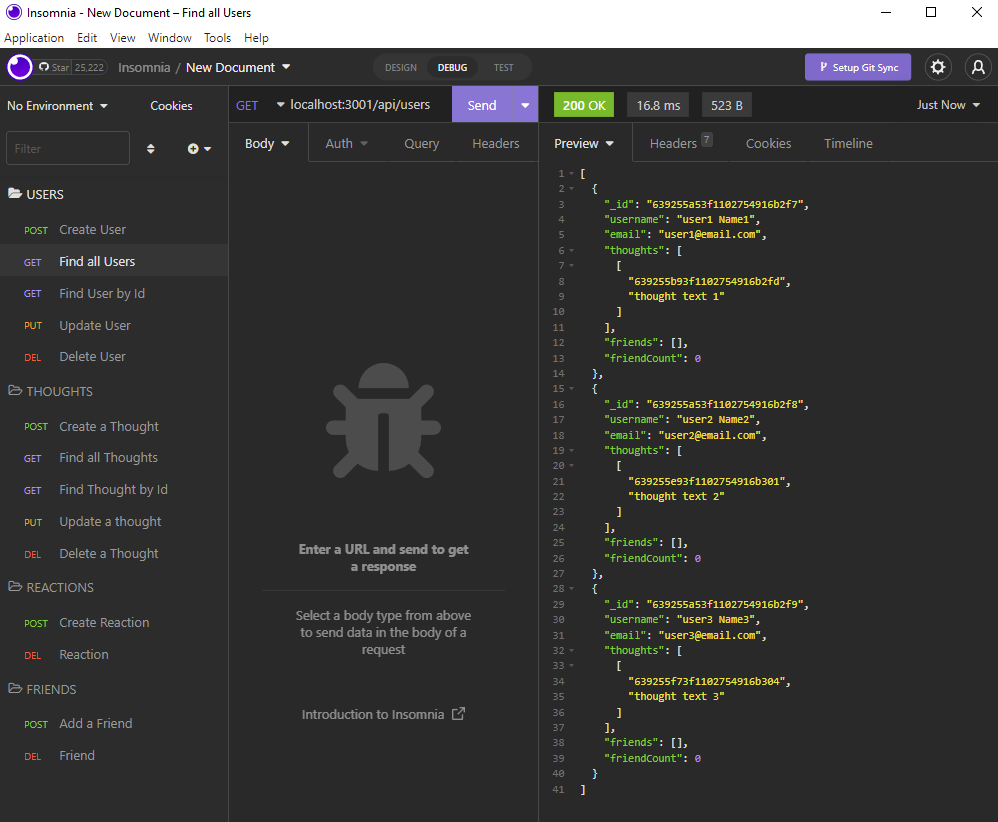 Insomnia - New Document – Find all Users
Application Edit View Window Tools Help
Star 25,222 Insomnia / New Document DESIGN DEBUG TEST Setup Git Sync
No Environment Cookies
Filter
USERS
POST Create User
GET Find all Users
GET Find User by Id
PUT Update User
DEL Delete User
THOUGHTS
POST Create a Thought
GET Find all Thoughts
GET Find Thought by Id
PUT Update a thought
DEL Delete a Thought
REACTIONS
POST Create Reaction
DEL Reaction
FRIENDS
POST Add a Friend
DEL Friend
GET localhost:3001/api/users Send
Body Auth Query Headers
Enter a URL and send to get
a response
Select a body type from above
to send data in the body of a
request
Introduction to Insomnia
200 OK 16.8 ms 523 B Just Now
Preview Headers 7 Cookies Timeline
1 [
2 {
3 "_id": "639255a53f1102754916b2f7",
4 "username": "user1 Name1",
5 "email": "user1@email.com",
6 "thoughts": [
7 [
8 "639255b93f1102754916b2fd",
9 "thought text 1"
10 ]
11 ],
12 "friends": [],
13 "friendCount": 0
14 },
15 {
16 "_id": "639255a53f1102754916b2f8",
17 "username": "user2 Name2",
18 "email": "user2@email.com",
19 "thoughts": [
20 [
21 "639255e93f1102754916b301",
22 "thought text 2"
23 ]
24 ],
25 "friends": [],
26 "friendCount": 0
27 },
28 {
29 "_id": "639255a53f1102754916b2f9",
30 "username": "user3 Name3",
31 "email": "user3@email.com",
32 "thoughts": [
33 [
34 "639255f73f1102754916b304",
35 "thought text 3"
36 ]
37 ],
38 "friends": [],
39 "friendCount": 0
40 }
41 ]